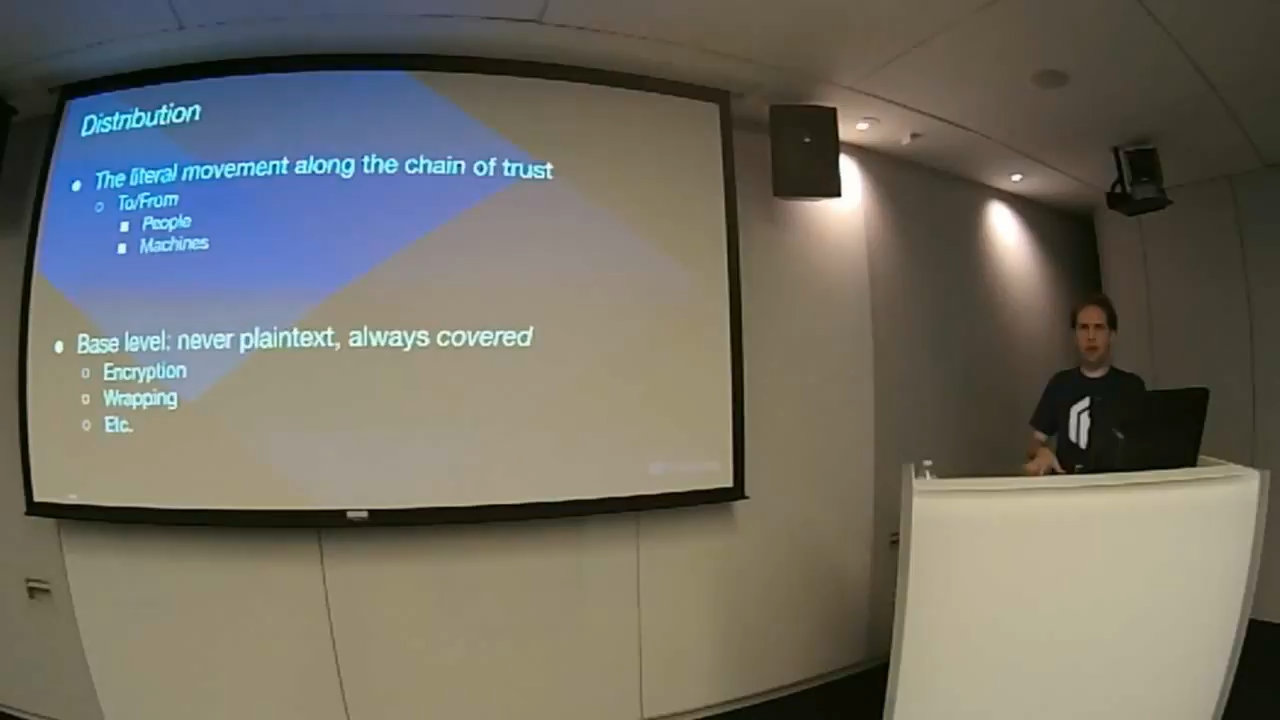 Distribution
The literal movement along the chain of trust
To/From
People
Machines
Base level: never plaintext, always covered
Encryption
Wrapping
Etc.